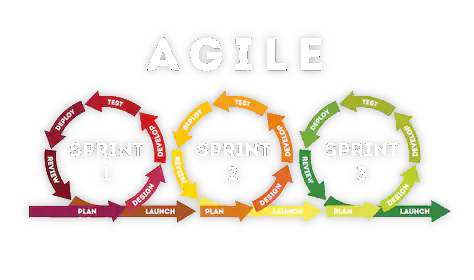 AGILE
TEST TEST TEST
DEPLOY DEVELOP DEPLOY DEVELOP DEPLOY DEVELOP
SPRINT SPRINT SPRINT
1 2 3
REVIEW DESIGN REVIEW DESIGN REVIEW DESIGN
PLAN LAUNCH PLAN LAUNCH PLAN LAUNCH